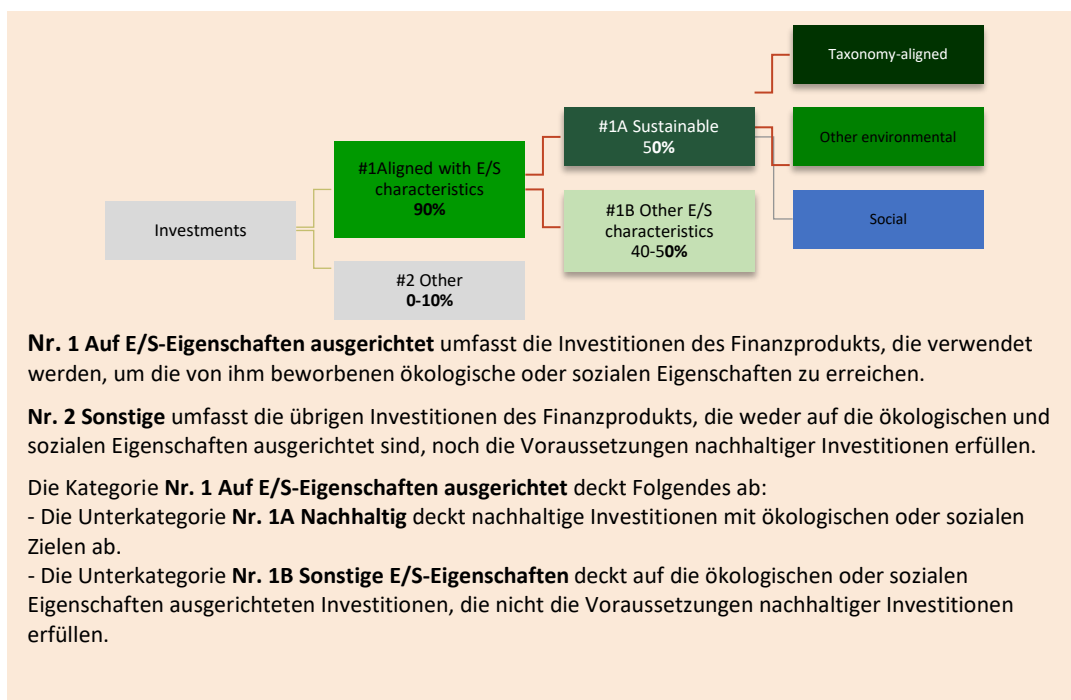 Taxonomy-aligned
#1A Sustainable
50%
Other environmental
#1Aligned with E/S
characteristics
90%
Investments
#1B Other E/S
characteristics
40-50%
Social
#2 Other
0-10%
Nr. 1 Auf E/S-Eigenschaften ausgerichtet umfasst die Investitionen des Finanzprodukts, die verwendet
werden, um die von ihm beworbenen ökologische oder sozialen Eigenschaften zu erreichen.
Nr. 2 Sonstige umfasst die übrigen Investitionen des Finanzprodukts, die weder auf die ökologischen und
sozialen Eigenschaften ausgerichtet sind, noch die Voraussetzungen nachhaltiger Investitionen erfüllen.
Die Kategorie Nr. 1 Auf E/S-Eigenschaften ausgerichtet deckt Folgendes ab:
- Die Unterkategorie Nr. 1A Nachhaltig deckt nachhaltige Investitionen mit ökologischen oder sozialen
Zielen ab.
- Die Unterkategorie Nr. 1B Sonstige E/S-Eigenschaften deckt auf die ökologischen oder sozialen
Eigenschaften ausgerichteten Investitionen, die nicht die Voraussetzungen nachhaltiger Investitionen
erfüllen.